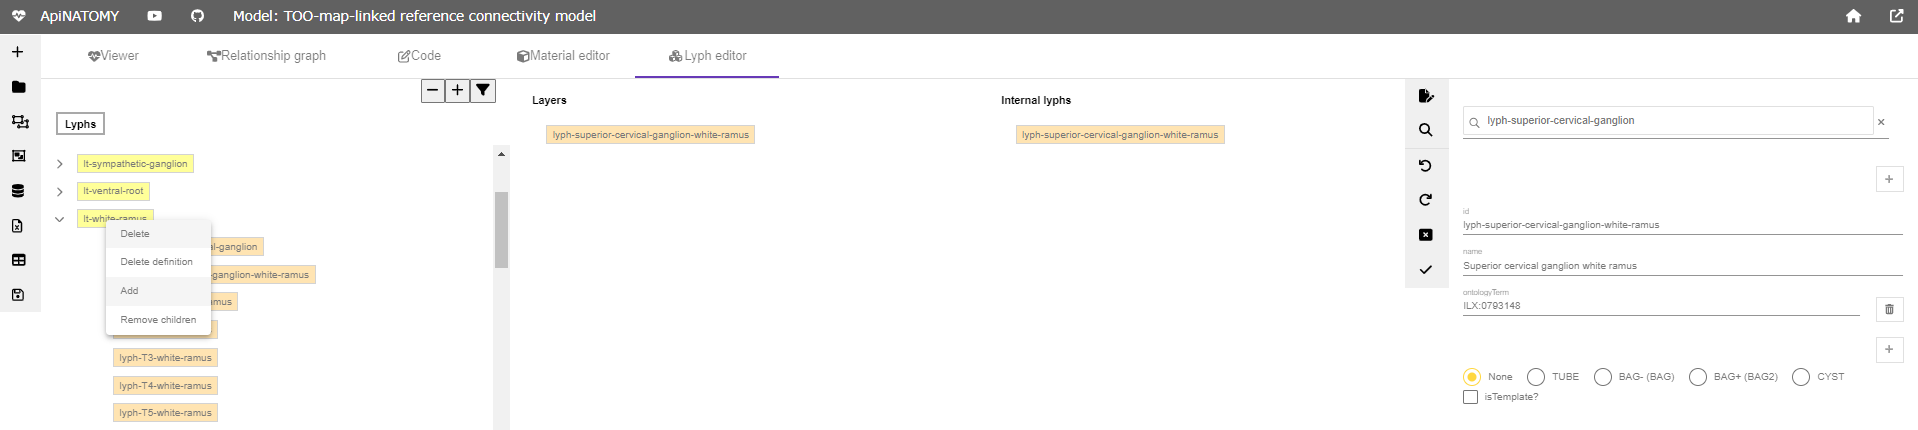 ApiNATOMY
Model: TOO-map-linked reference connectivity model
Viewer
Relationship graph
Code
Material editor
Lyph editor
Lyphs
lt-sympathetic-ganglion
lt-ventral-root
lt-white-ramus
Delete
Delete definition
Add
Remove children
al-ganglion
-ganglion-white-ramus
amus
lyph-T3-white-ramus
lyph-T4-white-ramus
lyph-T5-white-ramus
Layers
lyph-superior-cervical-ganglion-white-ramus
Internal lyphs
lyph-superior-cervical-ganglion-white-ramus
lyph-superior-cervical-ganglion
id
lyph-superior-cervical-ganglion-white-ramus
name
Superior cervical ganglion white ramus
ontologyTerm
ILX:0793148
None TUBE BAG- (BAG) BAG+ (BAG2) CYST
isTemplate?